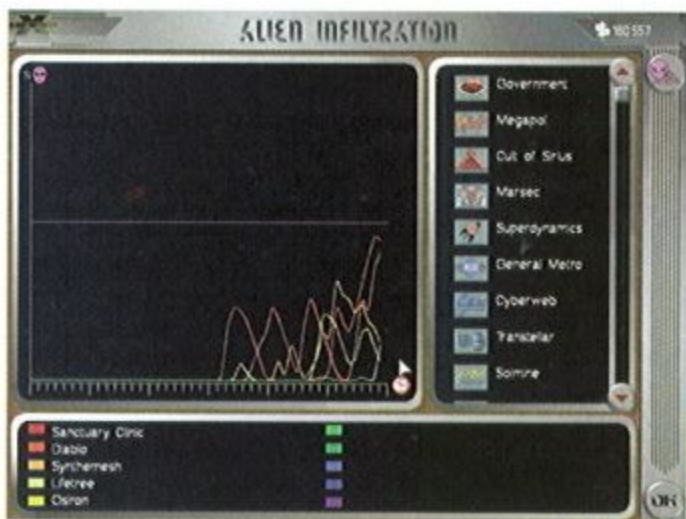 ALIEN INFILTRATION
160557
%
Government
Megapol
Cult of Sirius
Marsec
Superdynamics
General Metro
Cyberweb
Transtellar
Solmine
Sanctuary Clinic
Diablo
Synthemesh
Lifetree
Osiron
OK